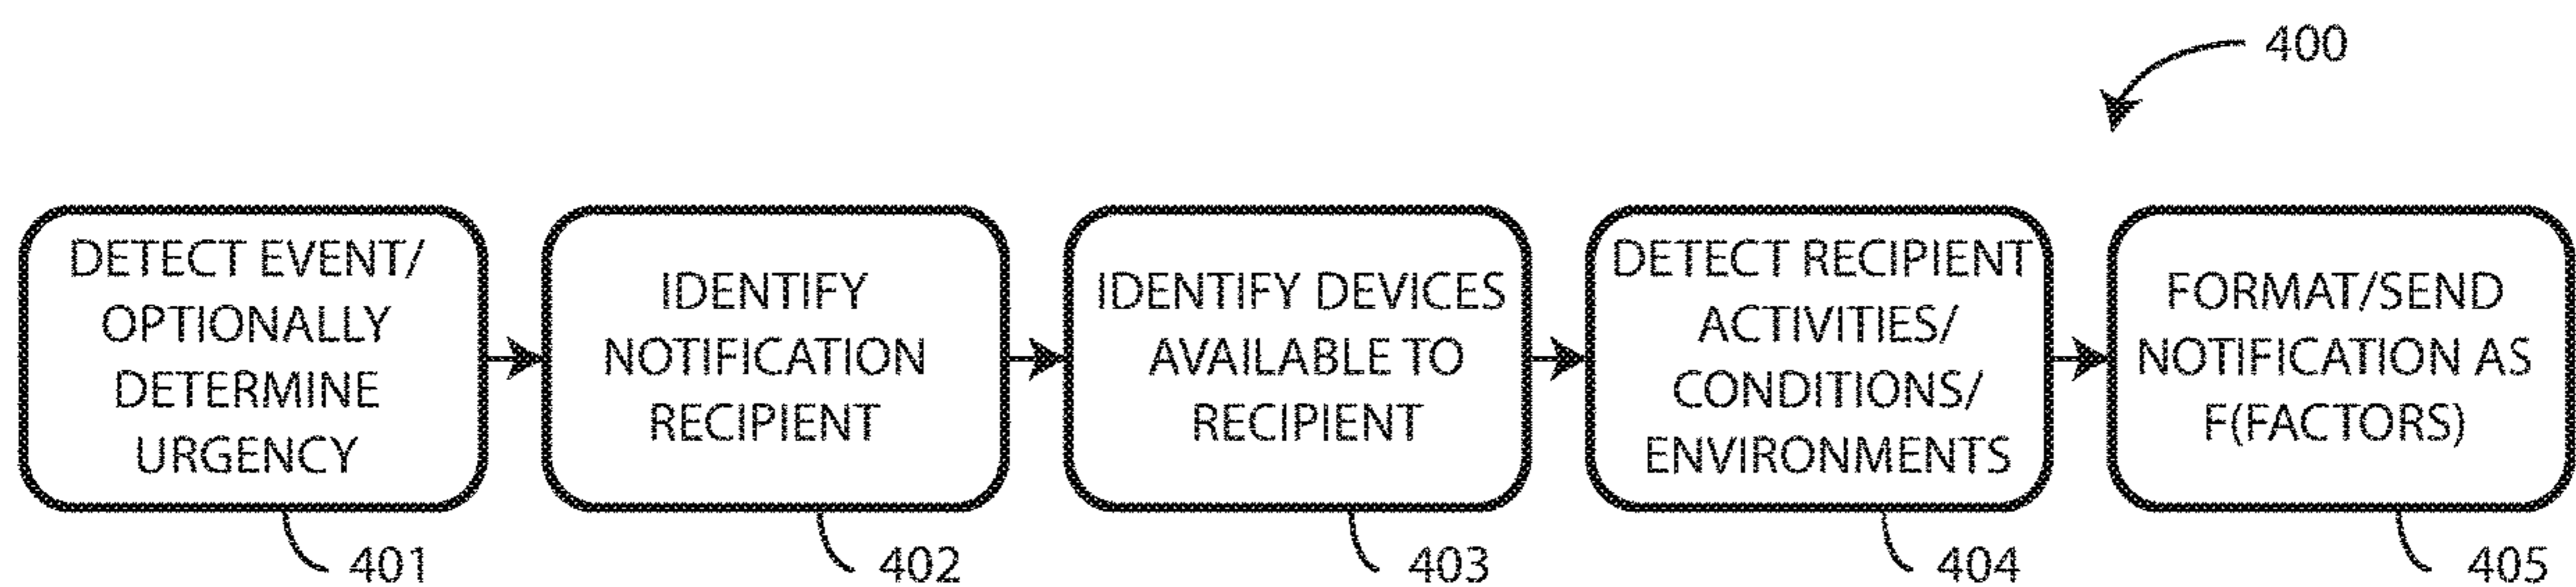 400
DETECT EVENT/
OPTIONALLY
DETERMINE
URGENCY
IDENTIFY
NOTIFICATION
RECIPIENT
IDENTIFY DEVICES
AVAILABLE TO
RECIPIENT
DETECT RECIPIENT
ACTIVITIES/
CONDITIONS/
ENVIRONMENTS
FORMAT/SEND
NOTIFICATION AS
F(FACTORS)
401
402
403
404
405